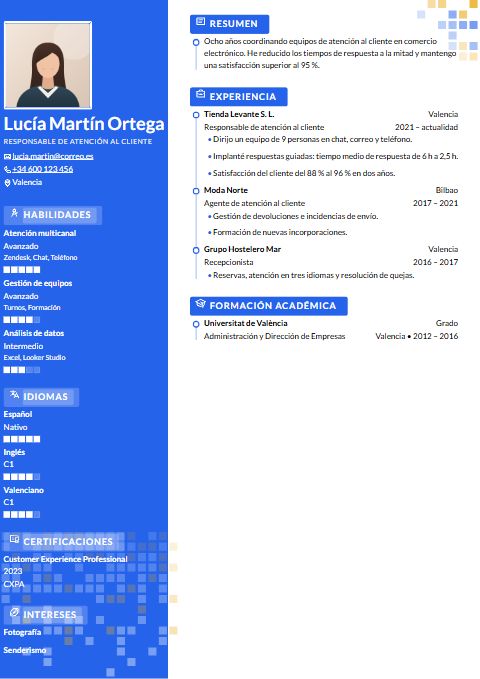 Lucía Martín Ortega
RESPONSABLE DE ATENCIÓN AL CLIENTE
lucia.martin@correo.es
+34 600 123 456
Valencia
HABILIDADES
Atención multicanal
Avanzado
Zendesk, Chat, Teléfono
Gestión de equipos
Avanzado
Turnos, Formación
Análisis de datos
Intermedio
Excel, Looker Studio
IDIOMAS
Español
Nativo
Inglés
C1
Valenciano
C1
CERTIFICACIONES
Customer Experience Professional
2023
CXPA
INTERESES
Fotografía
Senderismo
RESUMEN
Ocho años coordinando equipos de atención al cliente en comercio
electrónico. He reducido los tiempos de respuesta a la mitad y mantengo
una satisfacción superior al 95 %.
EXPERIENCIA
Tienda Levante S. L. Valencia
Responsable de atención al cliente 2021 – actualidad
• Dirijo un equipo de 9 personas en chat, correo y teléfono.
• Implanté respuestas guiadas: tiempo medio de respuesta de 6 h a 2,5 h.
• Satisfacción del cliente del 88 % al 96 % en dos años.
Moda Norte Bilbao
Agente de atención al cliente 2017 – 2021
• Gestión de devoluciones e incidencias de envío.
• Formación de nuevas incorporaciones.
Grupo Hostelero Mar Valencia
Recepcionista 2016 – 2017
• Reservas, atención en tres idiomas y resolución de quejas.
FORMACIÓN ACADÉMICA
Universitat de València Grado
Administración y Dirección de Empresas Valencia • 2012 – 2016